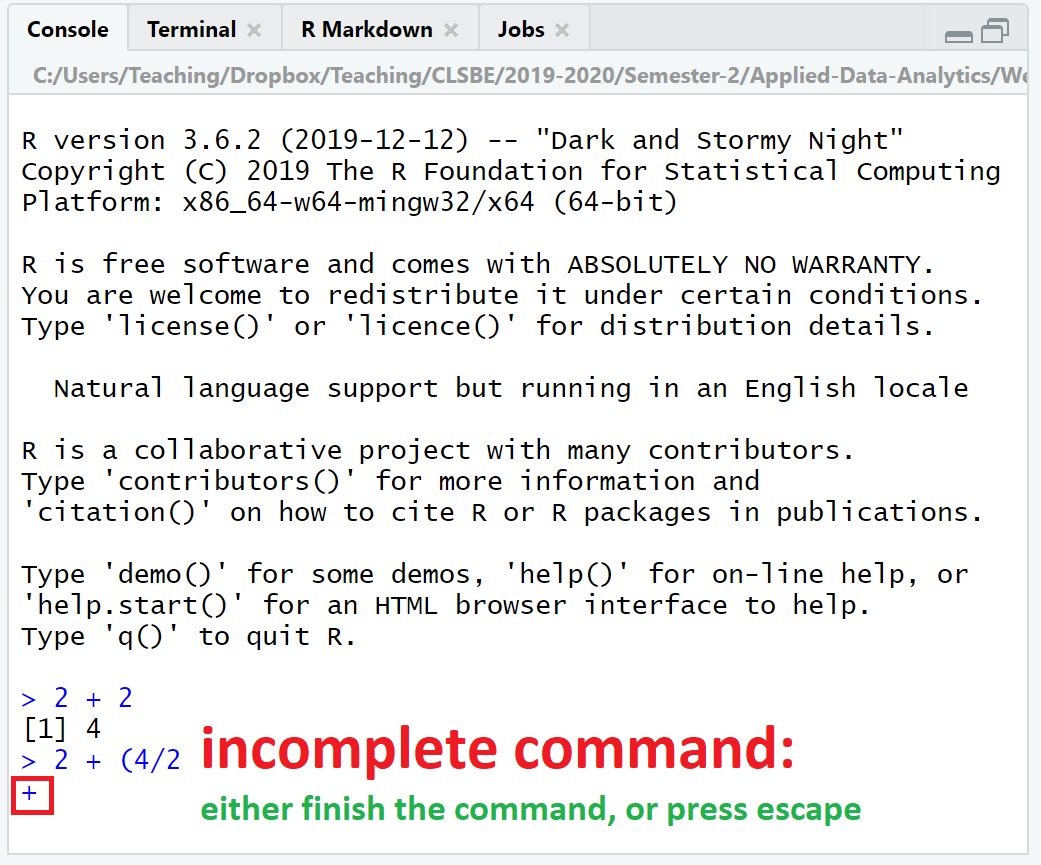 Console Terminal R Markdown Jobs
C:/Users/Teaching/Dropbox/Teaching/CLSBE/2019-2020/Semester-2/Applied-Data-Analytics/We
R version 3.6.2 (2019-12-12) -- "Dark and Stormy Night"
Copyright (C) 2019 The R Foundation for Statistical Computing
Platform: x86_64-w64-mingw32/x64 (64-bit)
R is free software and comes with ABSOLUTELY NO WARRANTY.
You are welcome to redistribute it under certain conditions.
Type 'license()' or 'licence()' for distribution details.
Natural language support but running in an English locale
R is a collaborative project with many contributors.
Type 'contributors()' for more information and
'citation()' on how to cite R or R packages in publications.
Type 'demo()' for some demos, 'help()' for on-line help, or
'help.start()' for an HTML browser interface to help.
Type 'q()' to quit R.
> 2 + 2
[1] 4
> 2 + (4/2
+
incomplete command:
either finish the command, or press escape